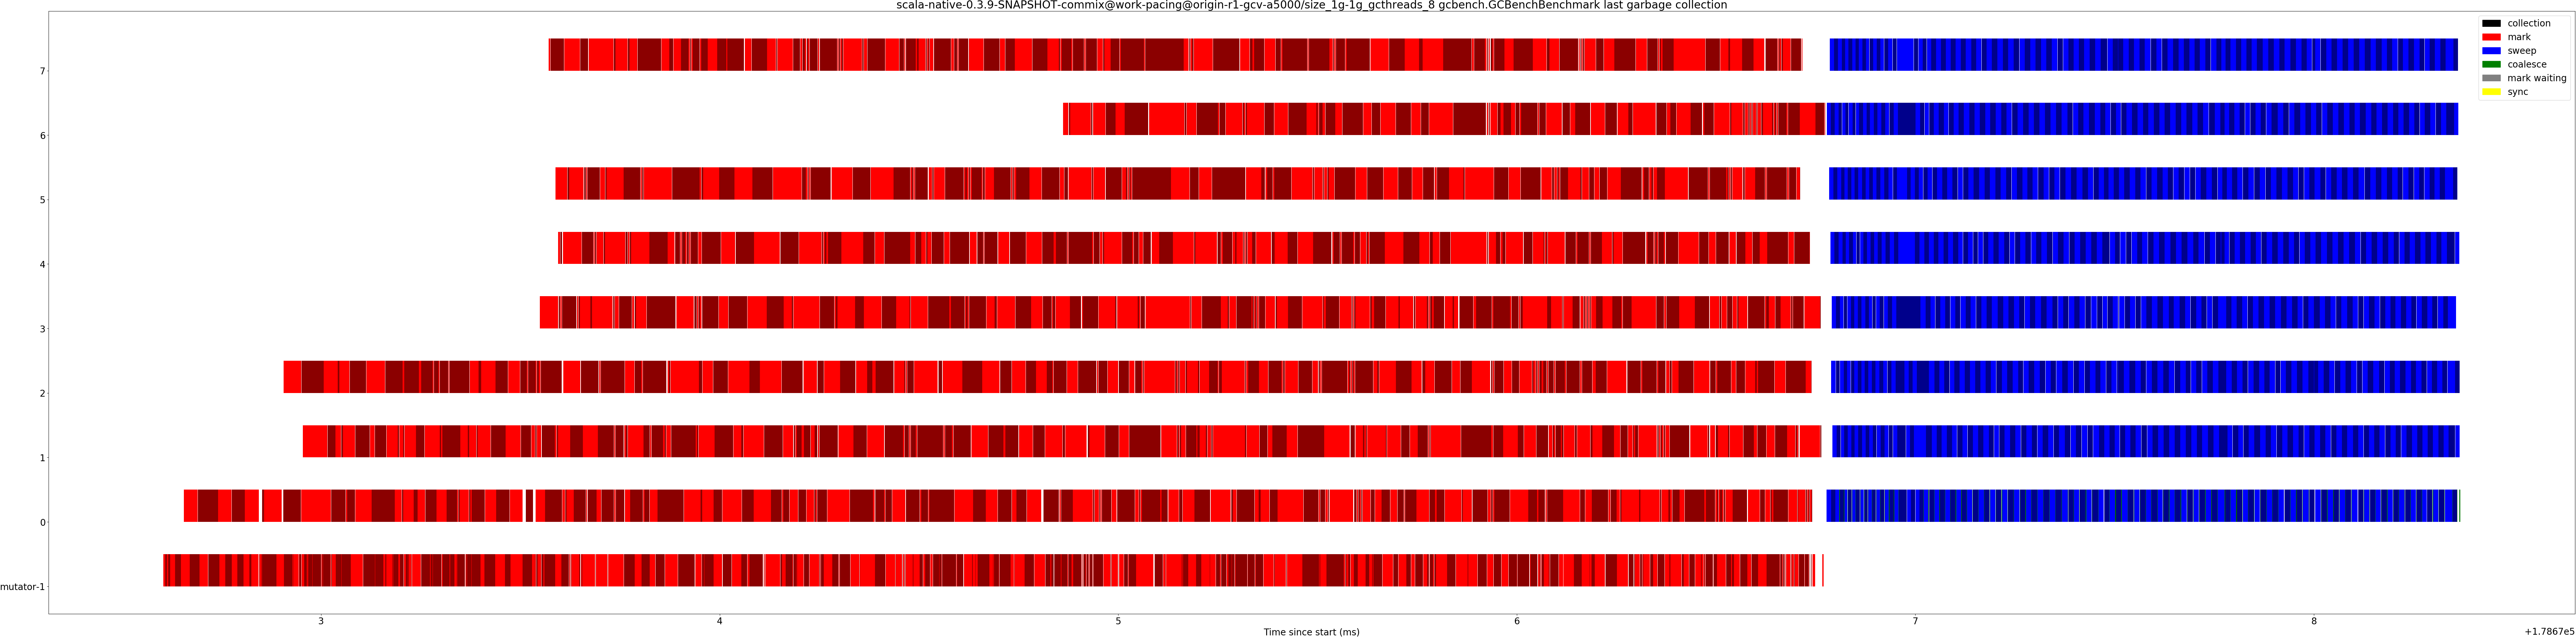 scala-native-0.3.9-SNAPSHOT-commix@work-pacing@origin-r1-gcv-a5000/size_1g-1g_gcthreads_8 gcbench.GCBenchBenchmark last garbage collection
collection
mark
sweep
coalesce
mark waiting
sync
7
6
5
4
3
2
1
0
mutator-1
3 4 5 6 7 8
Time since start (ms)
+1.7867e5